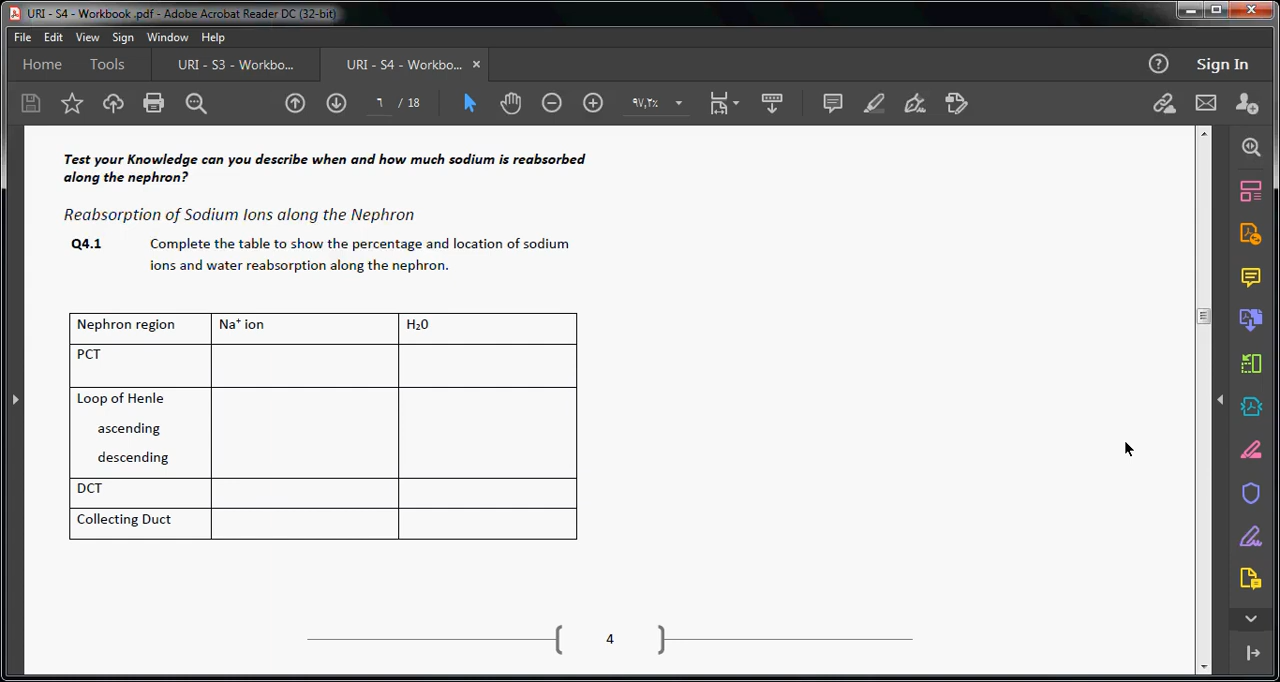 URI - S4 - Workbook .pdf - Adobe Acrobat Reader DC (32-bit)
File Edit View Sign Window Help
Home Tools URI - S3 - Workbo... URI - S4 - Workbo... × Sign In
٦ / 18 ٩٧,٢٪
Test your Knowledge can you describe when and how much sodium is reabsorbed
along the nephron?
Reabsorption of Sodium Ions along the Nephron
Q4.1 Complete the table to show the percentage and location of sodium
ions and water reabsorption along the nephron.
Nephron region Na⁺ ion H₂0
PCT
Loop of Henle
ascending
descending
DCT
Collecting Duct
4